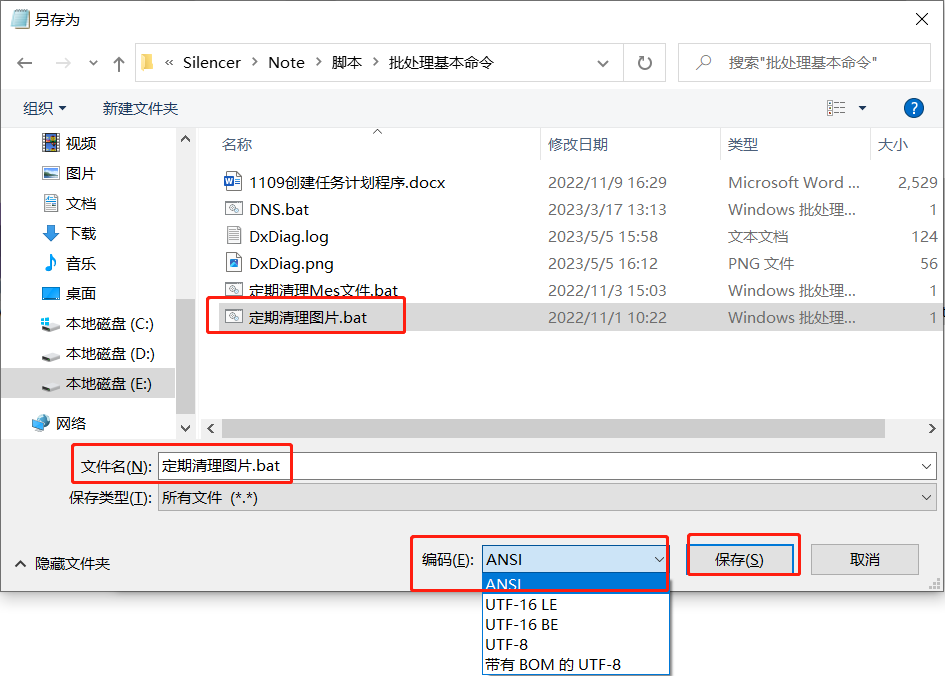 另存为
« Silencer > Note > 脚本 > 批处理基本命令
搜索"批处理基本命令"
组织 新建文件夹
?
视频
图片
文档
下载
音乐
桌面
本地磁盘 (C:)
本地磁盘 (D:)
本地磁盘 (E:)
网络
名称 修改日期 类型 大小
1109创建任务计划程序.docx 2022/11/9 16:29 Microsoft Word ... 2,529
DNS.bat 2023/3/17 13:13 Windows 批处理... 1
DxDiag.log 2023/5/5 15:58 文本文档 124
DxDiag.png 2023/5/5 16:12 PNG 文件 56
定期清理Mes文件.bat 2022/11/3 15:03 Windows 批处理... 1
定期清理图片.bat 2022/11/1 10:22 Windows 批处理... 1
文件名(N): 定期清理图片.bat
保存类型(T): 所有文件 (*.*)
隐藏文件夹
编码(E): ANSI
保存(S) 取消
ANSI
UTF-16 LE
UTF-16 BE
UTF-8
带有 BOM 的 UTF-8